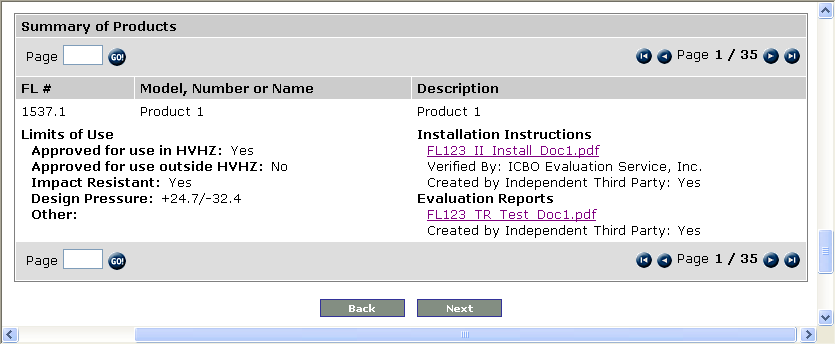 Summary of Products
Page GO! Page 1 / 35
FL # Model, Number or Name Description
1537.1 Product 1 Product 1
Limits of Use
Approved for use in HVHZ: Yes
Approved for use outside HVHZ: No
Impact Resistant: Yes
Design Pressure: +24.7/-32.4
Other:
Installation Instructions
FL123_II_Install_Doc1.pdf
Verified By: ICBO Evaluation Service, Inc.
Created by Independent Third Party: Yes
Evaluation Reports
FL123_TR_Test_Doc1.pdf
Created by Independent Third Party: Yes
Page GO! Page 1 / 35
Back Next